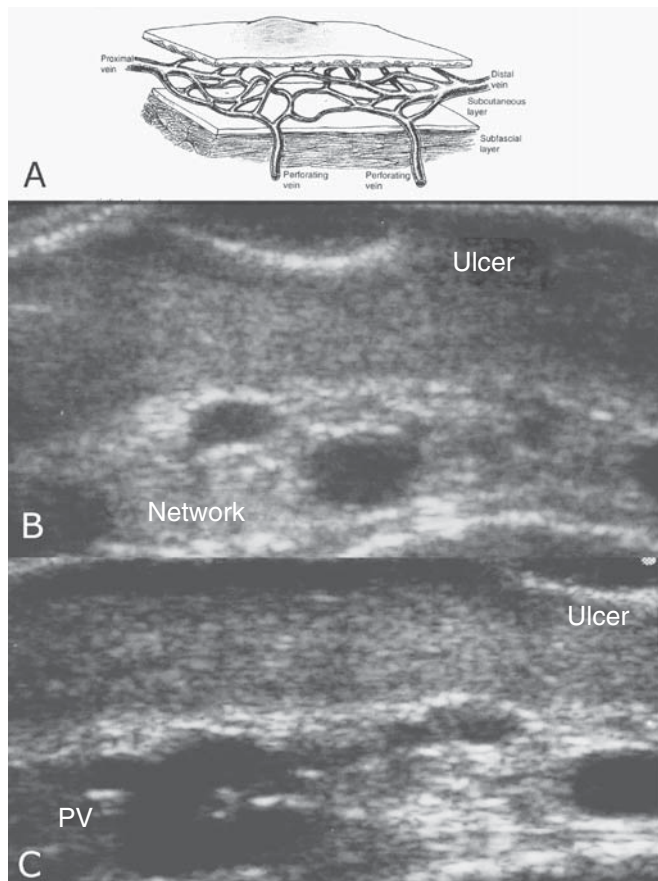 Proximal
vein
Distal
vein
Subcutaneous
layer
Subfascial
layer
Perforating
vein
Perforating
vein
A
Ulcer
Network
B
Ulcer
PV
C